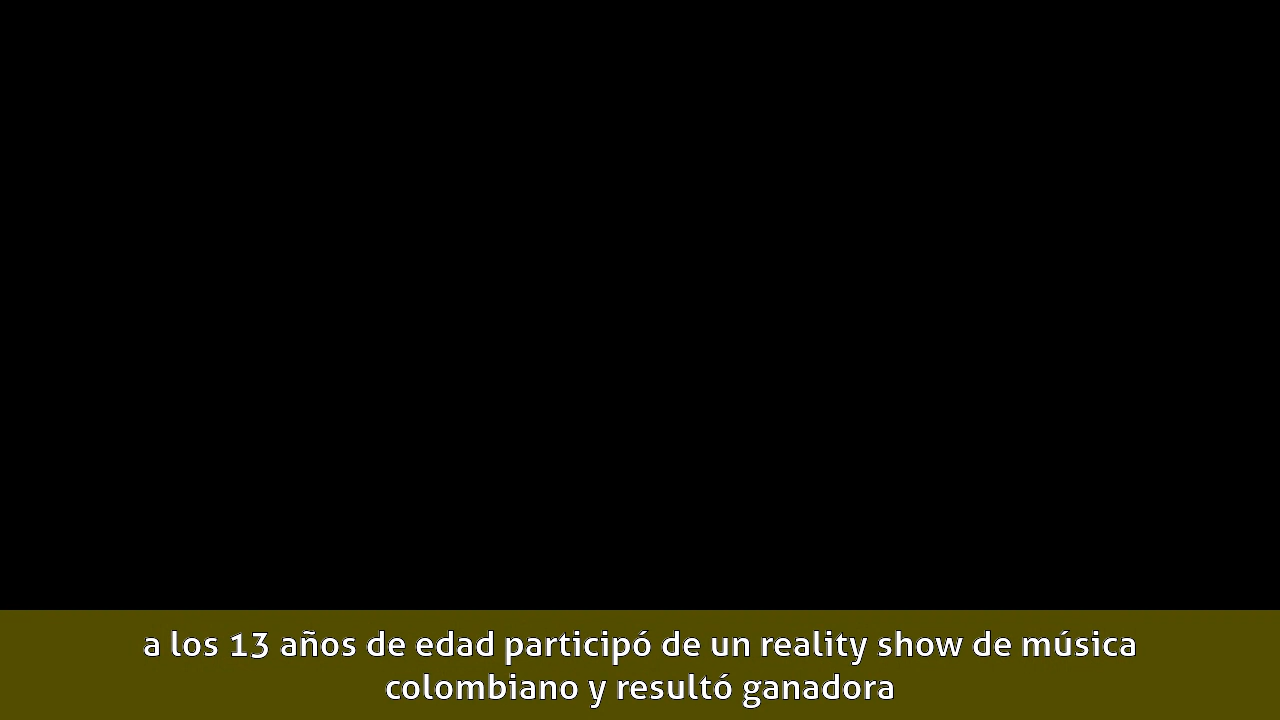 a los 13 años de edad participó de un reality show de música
colombiano y resultó ganadora